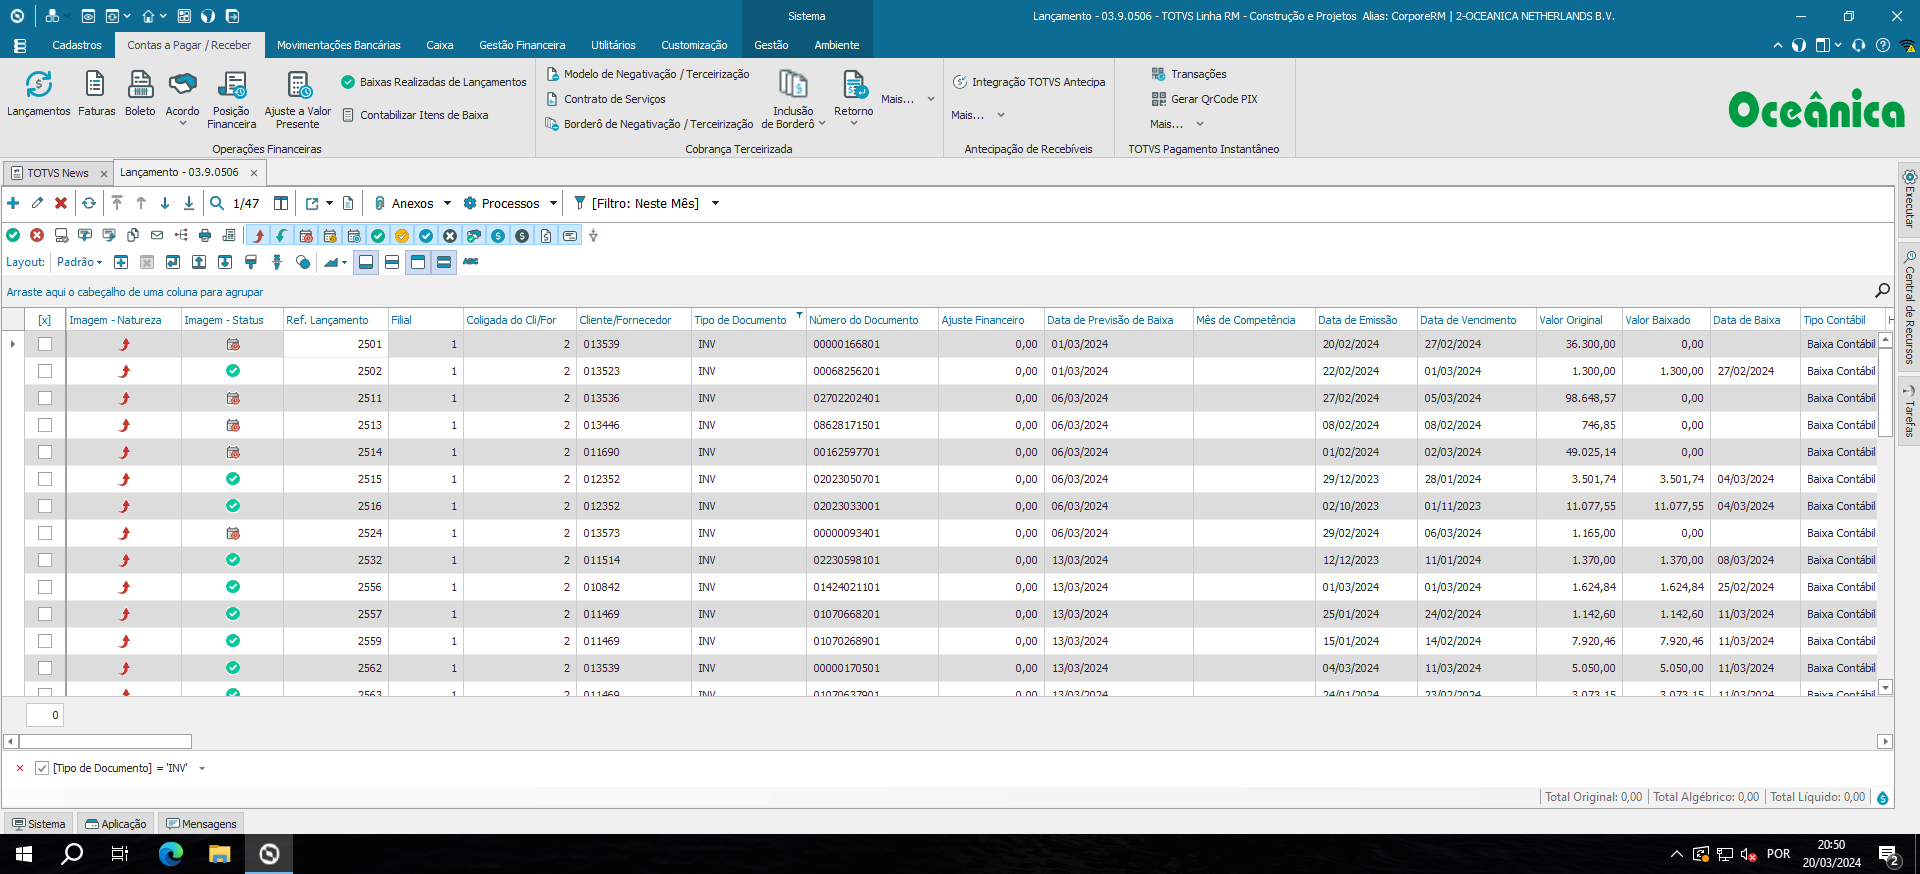 Sistema
Lançamento - 03.9.0506 - TOTVS Linha RM - Construção e Projetos  Alias: CorporeRM | 2-OCEANICA NETHERLANDS B.V.
Cadastros Contas a Pagar / Receber Movimentações Bancárias Caixa Gestão Financeira Utilitários Customização Gestão Ambiente
Lançamentos Faturas Boleto Acordo Posição Financeira Ajuste a Valor Presente
Baixas Realizadas de Lançamentos
Contabilizar Itens de Baixa
Operações Financeiras
Modelo de Negativação / Terceirização
Contrato de Serviços
Borderô de Negativação / Terceirização
Inclusão de Borderô Retorno Mais...
Cobrança Terceirizada
Integração TOTVS Antecipa
Mais...
Antecipação de Recebíveis
Transações
Gerar QrCode PIX
Mais...
TOTVS Pagamento Instantâneo
Oceânica
TOTVS News Lançamento - 03.9.0506
1/47 Anexos Processos [Filtro: Neste Mês]
Layout: Padrão ABC
Arraste aqui o cabeçalho de uma coluna para agrupar
[x] Imagem - Natureza Imagem - Status Ref. Lançamento Filial Coligada do Cli/For Cliente/Fornecedor Tipo de Documento Número do Documento Ajuste Financeiro Data de Previsão de Baixa Mês de Competência Data de Emissão Data de Vencimento Valor Original Valor Baixado Data de Baixa Tipo Contábil H
2501 1 2 013539 INV 00000166801 0,00 01/03/2024 20/02/2024 27/02/2024 36.300,00 0,00 Baixa Contábil
2502 1 2 013523 INV 00068256201 0,00 01/03/2024 22/02/2024 01/03/2024 1.300,00 1.300,00 27/02/2024 Baixa Contábil
2511 1 2 013536 INV 02702202401 0,00 06/03/2024 27/02/2024 05/03/2024 98.648,57 0,00 Baixa Contábil
2513 1 2 013446 INV 08628171501 0,00 06/03/2024 08/02/2024 08/02/2024 746,85 0,00 Baixa Contábil
2514 1 2 011690 INV 00162597701 0,00 06/03/2024 01/02/2024 02/03/2024 49.025,14 0,00 Baixa Contábil
2515 1 2 012352 INV 02023050701 0,00 06/03/2024 29/12/2023 28/01/2024 3.501,74 3.501,74 04/03/2024 Baixa Contábil
2516 1 2 012352 INV 02023033001 0,00 06/03/2024 02/10/2023 01/11/2023 11.077,55 11.077,55 04/03/2024 Baixa Contábil
2524 1 2 013573 INV 00000093401 0,00 06/03/2024 29/02/2024 06/03/2024 1.165,00 0,00 Baixa Contábil
2532 1 2 011514 INV 02230598101 0,00 13/03/2024 12/12/2023 11/01/2024 1.370,00 1.370,00 08/03/2024 Baixa Contábil
2556 1 2 010842 INV 01424021101 0,00 13/03/2024 01/03/2024 01/03/2024 1.624,84 1.624,84 25/02/2024 Baixa Contábil
2557 1 2 011469 INV 01070668201 0,00 13/03/2024 25/01/2024 24/02/2024 1.142,60 1.142,60 11/03/2024 Baixa Contábil
2559 1 2 011469 INV 01070268901 0,00 13/03/2024 15/01/2024 14/02/2024 7.920,46 7.920,46 11/03/2024 Baixa Contábil
2562 1 2 013539 INV 00000170501 0,00 13/03/2024 04/03/2024 11/03/2024 5.050,00 5.050,00 11/03/2024 Baixa Contábil
2563 1 2 011469 INV 01070637901 0,00 13/03/2024 24/01/2024 23/02/2024 3.073,15 3.073,15 11/03/2024 Baixa Contábil
0
[Tipo de Documento] = 'INV'
Total Original: 0,00 Total Algébrico: 0,00 Total Líquido: 0,00
Executar
Central de Recursos
Tarefas
Sistema Aplicação Mensagens
POR
20:50
20/03/2024
2